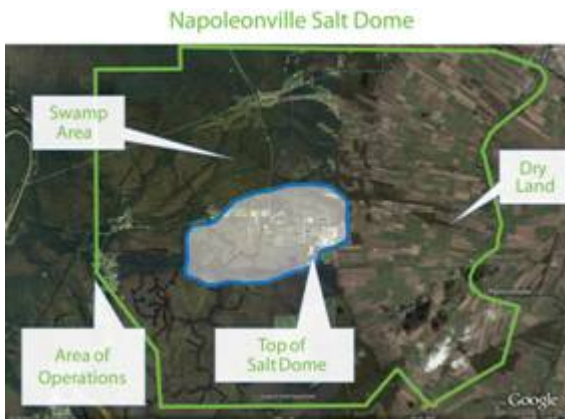 Napoleonville Salt Dome
Swamp
Area
Dry
Land
Area of
Operations
Top of
Salt Dome
Google